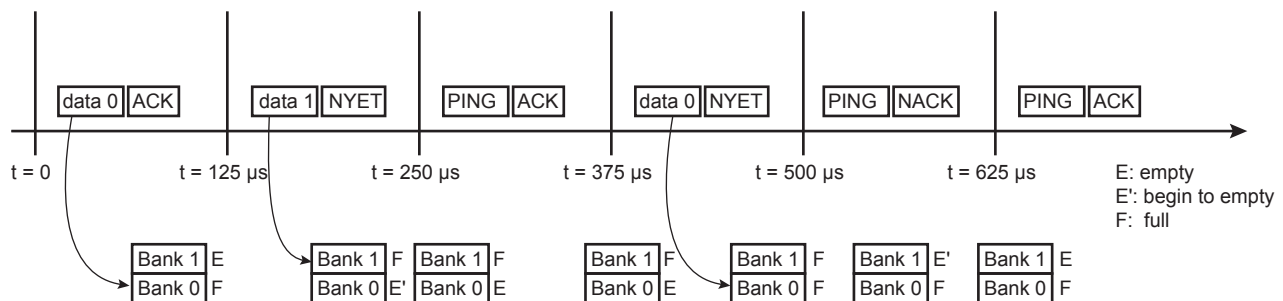 data 0 ACK data 1 NYET PING ACK data 0 NYET PING NACK PING ACK
t = 0 t = 125 µs t = 250 µs t = 375 µs t = 500 µs t = 625 µs
E: empty
E': begin to empty
F: full
Bank 1 E Bank 1 F Bank 1 F Bank 1 F Bank 1 F Bank 1 E' Bank 1 E
Bank 0 F Bank 0 E' Bank 0 E Bank 0 E Bank 0 F Bank 0 F Bank 0 F